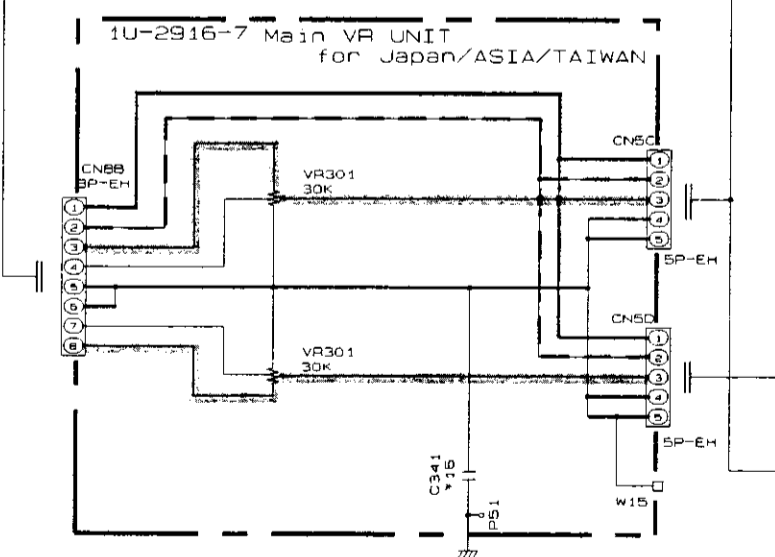 1U-2916-7 Main VR UNIT
for Japan/ASIA/TAIWAN
CN8B
8P-EH
1
2
3
4
5
6
7
8
VR301
30K
VR301
30K
CN5C
1
2
3
4
5
5P-EH
CN5D
1
2
3
4
5
5P-EH
W15
C341
*15
P51